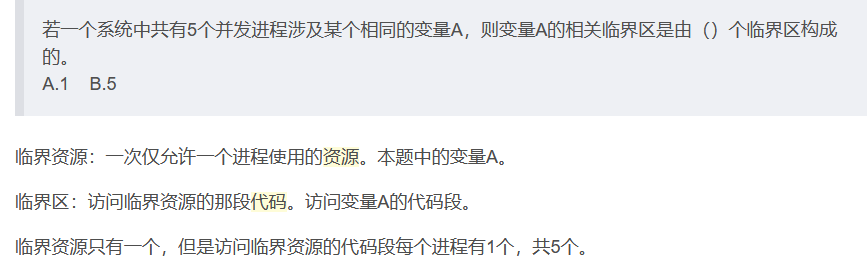 若一个系统中共有5个并发进程涉及某个相同的变量A，则变量A的相关临界区是由（）个临界区构成
的。
A.1 B.5
临界资源：一次仅允许一个进程使用的资源。本题中的变量A。
临界区：访问临界资源的那段代码。访问变量A的代码段。
临界资源只有一个，但是访问临界资源的代码段每个进程有1个，共5个。